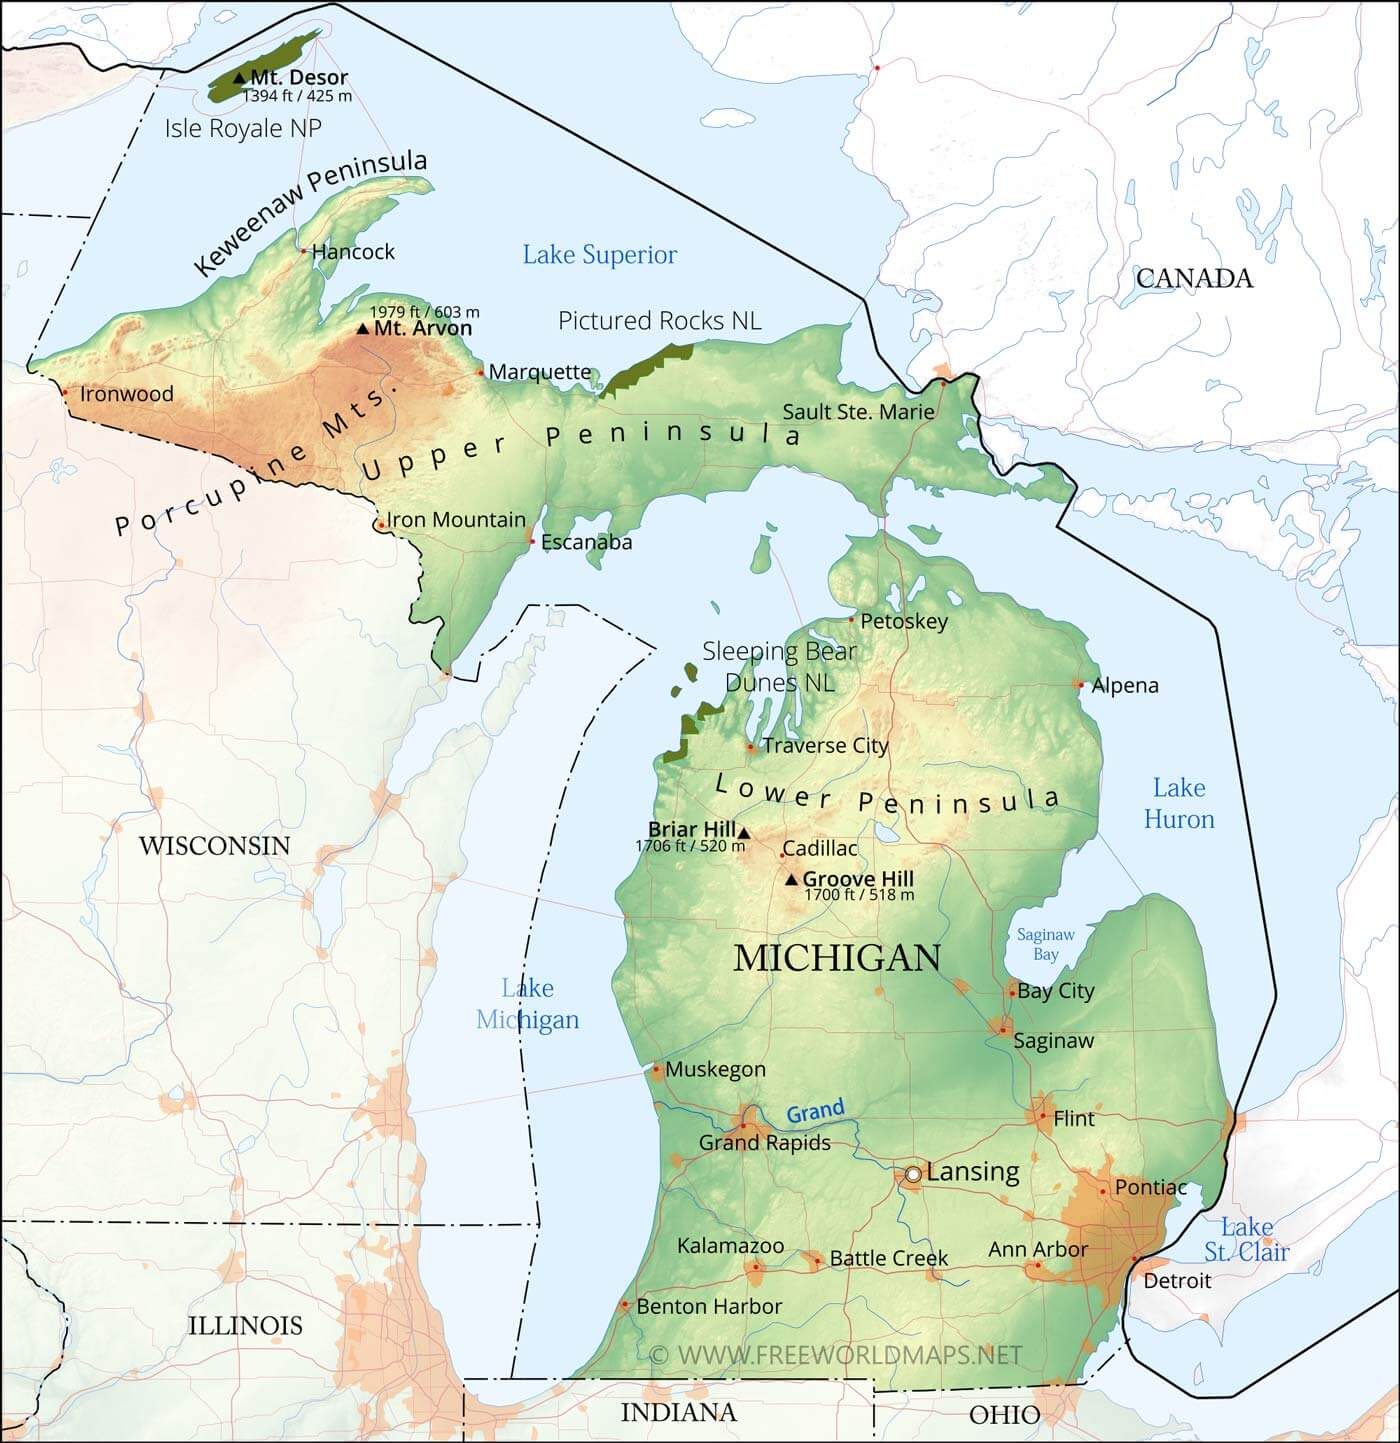 Mt. Desor
1394 ft / 425 m
Isle Royale NP
Keweenaw Peninsula
Hancock
Lake Superior
CANADA
1979 ft / 603 m
Mt. Arvon
Pictured Rocks NL
Marquette
Ironwood
Sault Ste. Marie
Porcupine Mts.
Upper Peninsula
Iron Mountain
Escanaba
Petoskey
Sleeping Bear
Dunes NL
Alpena
Traverse City
Lower Peninsula
Lake
Huron
Briar Hill
1706 ft / 520 m
WISCONSIN
Cadillac
Groove Hill
1700 ft / 518 m
MICHIGAN
Saginaw
Bay
Lake
Michigan
Bay City
Saginaw
Muskegon
Grand
Flint
Grand Rapids
Lansing
Pontiac
Lake
St. Clair
Kalamazoo
Battle Creek
Ann Arbor
Detroit
Benton Harbor
ILLINOIS
© WWW.FREEWORLDMAPS.NET
INDIANA
OHIO